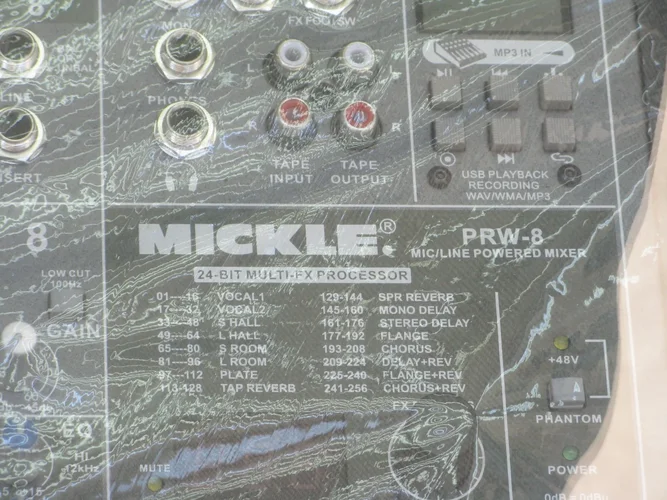 8
MON
FX FOOTSW
MP3 IN
L
LINE
PHONES
R
R
INSERT
TAPE
INPUT
TAPE
OUTPUT
USB PLAYBACK
RECORDING
WAV/WMA/MP3
8
MICKLE®
PRW-8
MIC/LINE POWERED MIXER
24-BIT MULTI-FX PROCESSOR
LOW CUT
100Hz
GAIN
01----16 VOCAL1 129-144 SPR REVERB
17----32 VOCAL2 145-160 MONO DELAY
33----48 S HALL 161-176 STEREO DELAY
49----64 L HALL 177-192 FLANGE
65----80 S ROOM 193-208 CHORUS
81----96 L ROOM 209-224 DELAY+REV
97---112 PLATE 225-240 FLANGE+REV
113-128 TAP REVERB 241-256 CHORUS+REV
+48V
PHANTOM
FX
EQ
HI
12kHz
MUTE
POWER
15
0dB = 0dBu